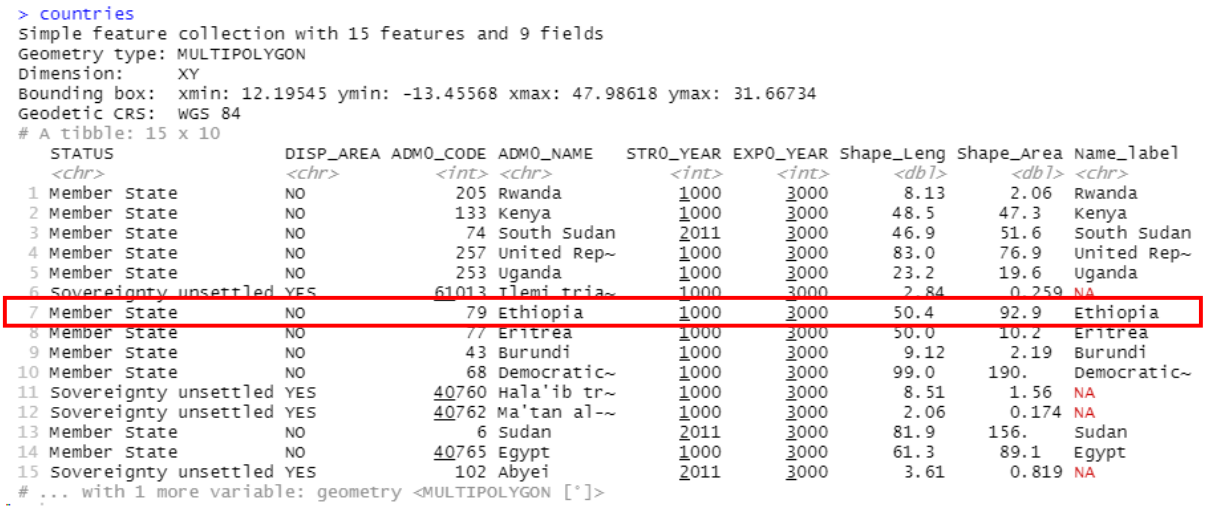 > countries
Simple feature collection with 15 features and 9 fields
Geometry type: MULTIPOLYGON
Dimension:     XY
Bounding box:  xmin: 12.19545 ymin: -13.45568 xmax: 47.98618 ymax: 31.66734
Geodetic CRS:  WGS 84
# A tibble: 15 x 10
   STATUS                DISP_AREA ADM0_CODE ADM0_NAME   STR0_YEAR EXP0_YEAR Shape_Leng Shape_Area Name_label
   <chr>                 <chr>         <int> <chr>           <int>     <int>      <dbl>      <dbl> <chr>
 1 Member State          NO              205 Rwanda           1000      3000       8.13      2.06  Rwanda
 2 Member State          NO              133 Kenya            1000      3000      48.5      47.3   Kenya
 3 Member State          NO               74 South Sudan      2011      3000      46.9      51.6   South Sudan
 4 Member State          NO              257 United Rep~      1000      3000      83.0      76.9   United Rep~
 5 Member State          NO              253 Uganda           1000      3000      23.2      19.6   Uganda
 6 Sovereignty unsettled YES           61013 Ilemi tria~      1000      3000       2.84      0.259 NA
 7 Member State          NO               79 Ethiopia         1000      3000      50.4      92.9   Ethiopia
 8 Member State          NO               77 Eritrea          1000      3000      50.0      10.2   Eritrea
 9 Member State          NO               43 Burundi          1000      3000       9.12      2.19  Burundi
10 Member State          NO               68 Democratic~      1000      3000      99.0     190.    Democratic~
11 Sovereignty unsettled YES           40760 Hala'ib tr~      1000      3000       8.51      1.56  NA
12 Sovereignty unsettled YES           40762 Ma'tan al-~      1000      3000       2.06      0.174 NA
13 Member State          NO                6 Sudan            2011      3000      81.9     156.    Sudan
14 Member State          NO            40765 Egypt            1000      3000      61.3      89.1   Egypt
15 Sovereignty unsettled YES             102 Abyei            2011      3000       3.61      0.819 NA
# ... with 1 more variable: geometry <MULTIPOLYGON [°]>